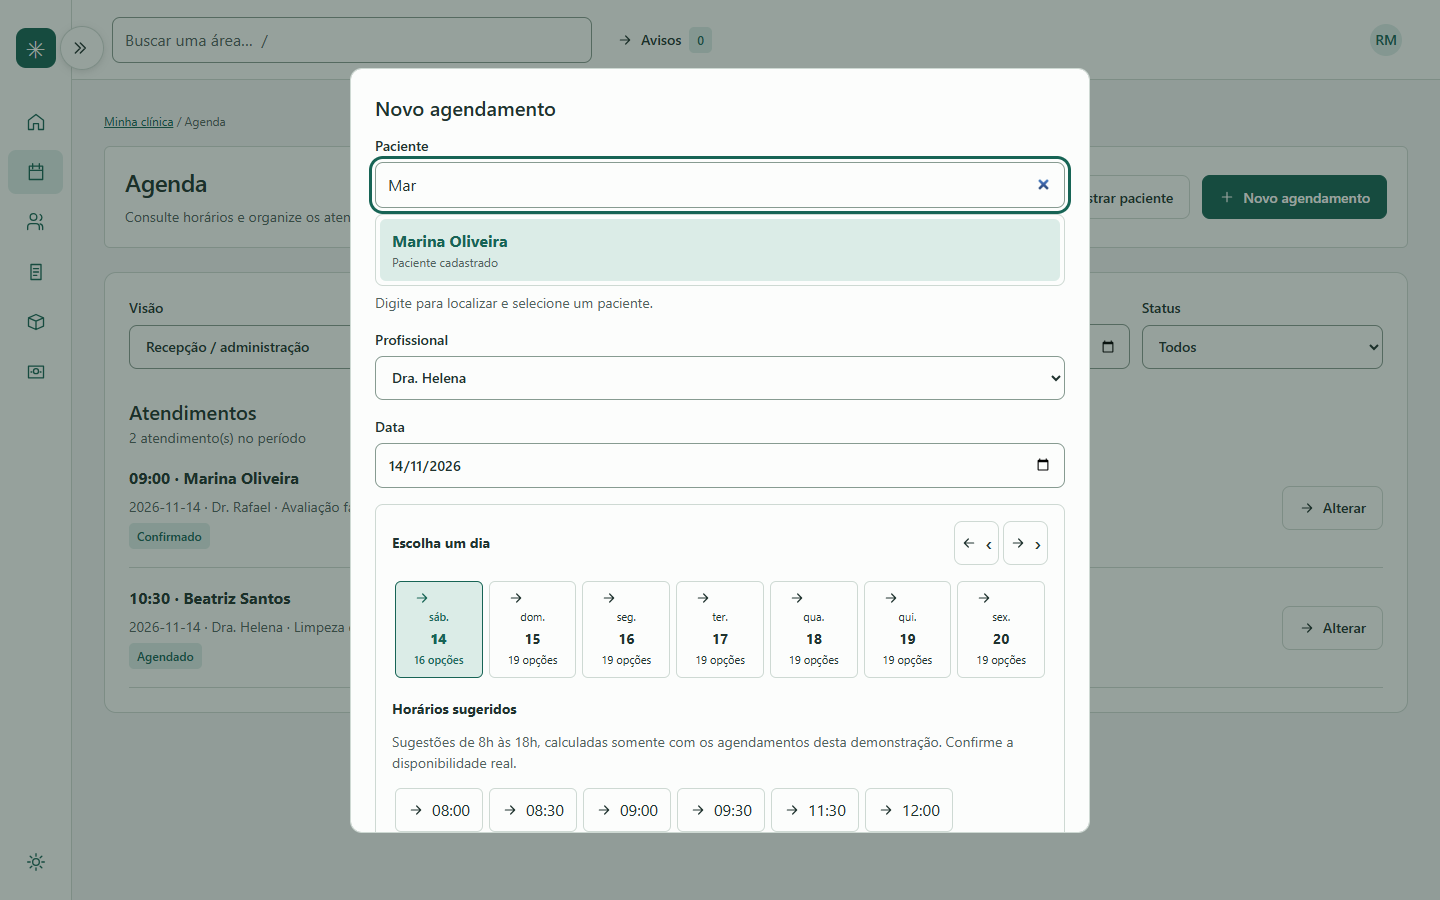 Buscar uma área... /
Avisos 0
RM
Minha clínica / Agenda
Agenda
Consulte horários e organize os aten
strar paciente
Novo agendamento
Visão
Recepção / administração
Status
Todos
Atendimentos
2 atendimento(s) no período
09:00 · Marina Oliveira
2026-11-14 · Dr. Rafael · Avaliação
Confirmado
Alterar
10:30 · Beatriz Santos
2026-11-14 · Dra. Helena · Limpeza
Agendado
Alterar
Novo agendamento
Paciente
Mar
Marina Oliveira
Paciente cadastrado
Digite para localizar e selecione um paciente.
Profissional
Dra. Helena
Data
14/11/2026
Escolha um dia
‹ ›
sáb. dom. seg. ter. qua. qui. sex.
14 15 16 17 18 19 20
16 opções 19 opções 19 opções 19 opções 19 opções 19 opções 19 opções
Horários sugeridos
Sugestões de 8h às 18h, calculadas somente com os agendamentos desta demonstração. Confirme a
disponibilidade real.
08:00 08:30 09:00 09:30 11:30 12:00